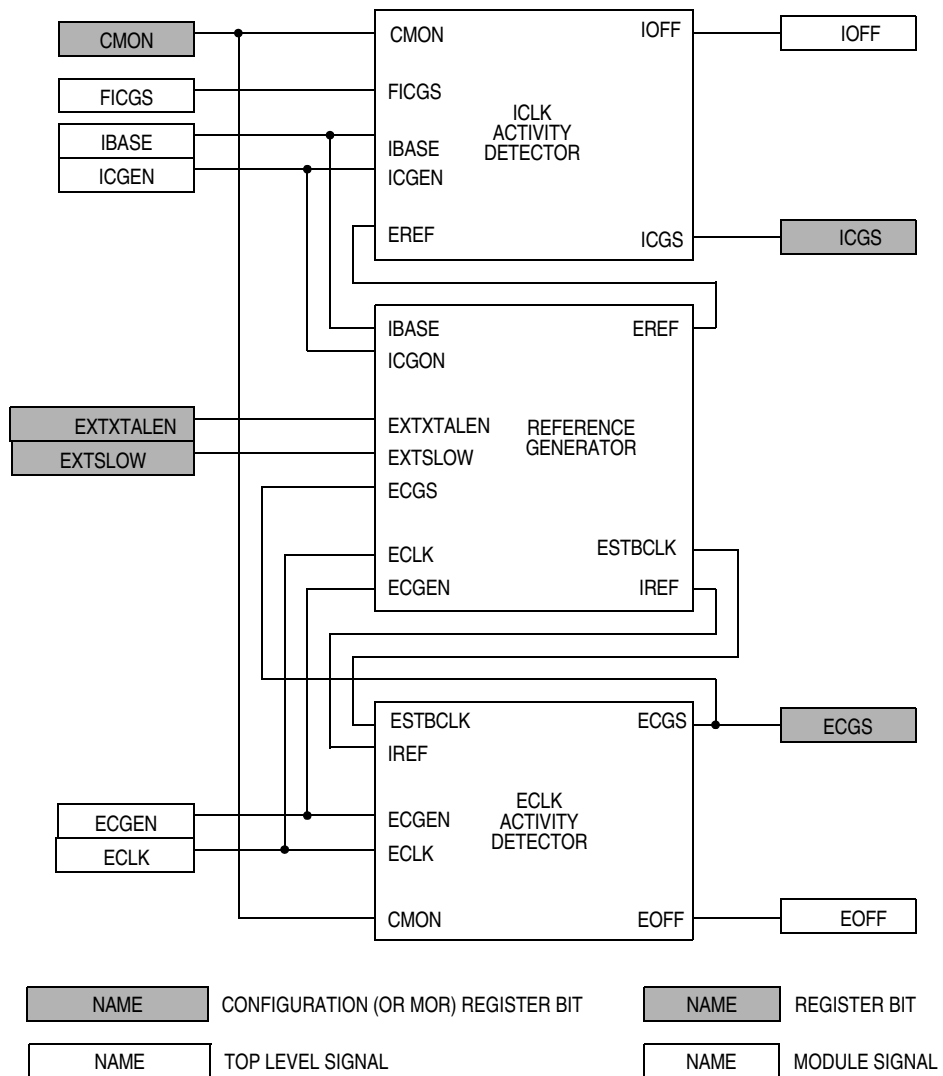 CMON
CMON
IOFF
IOFF
FICGS
FICGS
ICLK
ACTIVITY
DETECTOR
IBASE
IBASE
ICGEN
ICGEN
EREF
ICGS
ICGS
IBASE
EREF
ICGON
EXTXTALEN
EXTXTALEN
REFERENCE
GENERATOR
EXTSLOW
EXTSLOW
ECGS
ECLK
ESTBCLK
ECGEN
IREF
ESTBCLK
ECGS
ECGS
IREF
ECLK
ACTIVITY
DETECTOR
ECGEN
ECGEN
ECLK
ECLK
CMON
EOFF
EOFF
NAME CONFIGURATION (OR MOR) REGISTER BIT
NAME REGISTER BIT
NAME TOP LEVEL SIGNAL
NAME MODULE SIGNAL